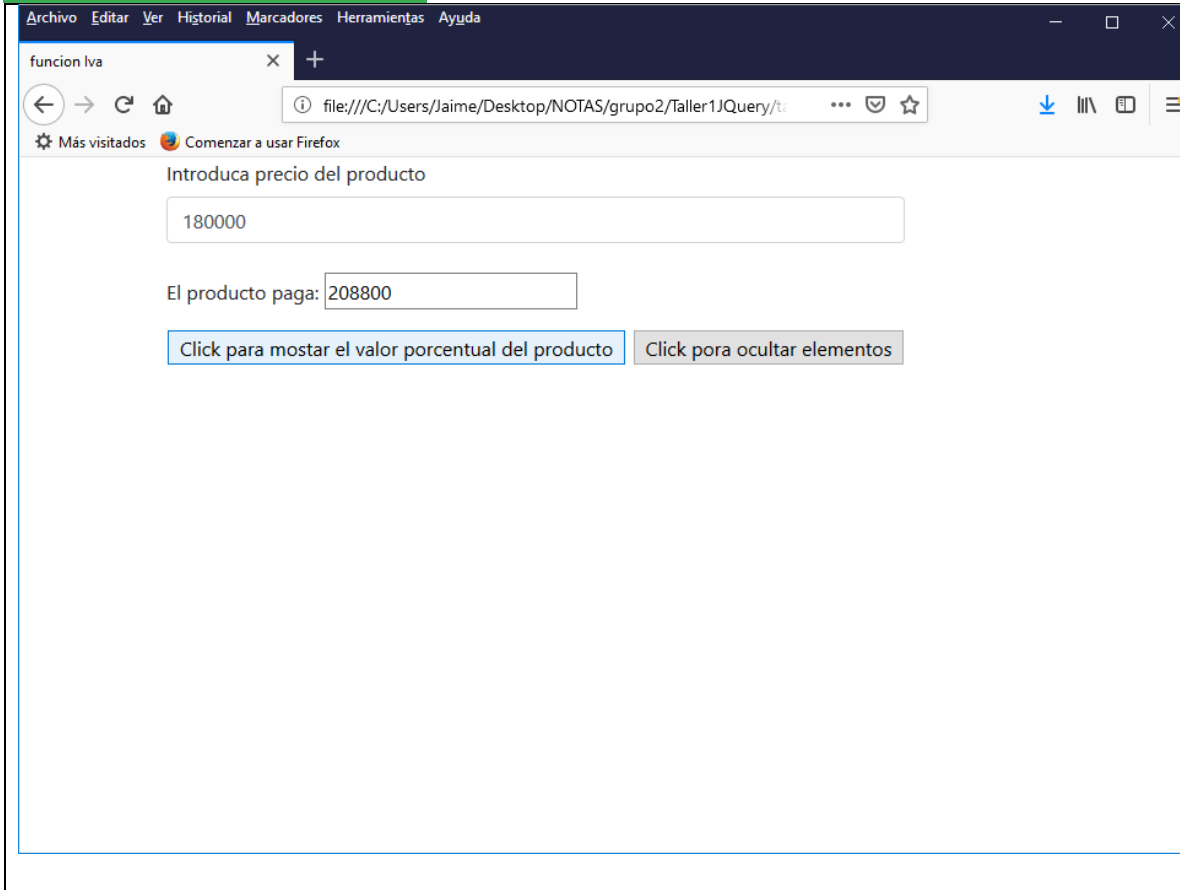 Archivo Editar Ver Historial Marcadores Herramientas Ayuda
funcion Iva
file:///C:/Users/Jaime/Desktop/NOTAS/grupo2/Taller1JQuery/ta
Más visitados Comenzar a usar Firefox
Introduca precio del producto
180000
El producto paga: 208800
Click para mostar el valor porcentual del producto Click pora ocultar elementos